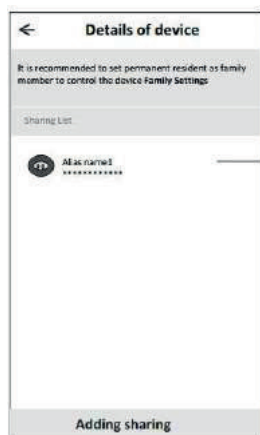 Details of device
It is recommended to set permanent resident as family
member to control the device Family Settings
Sharing List
Alias name1
************
Adding sharing